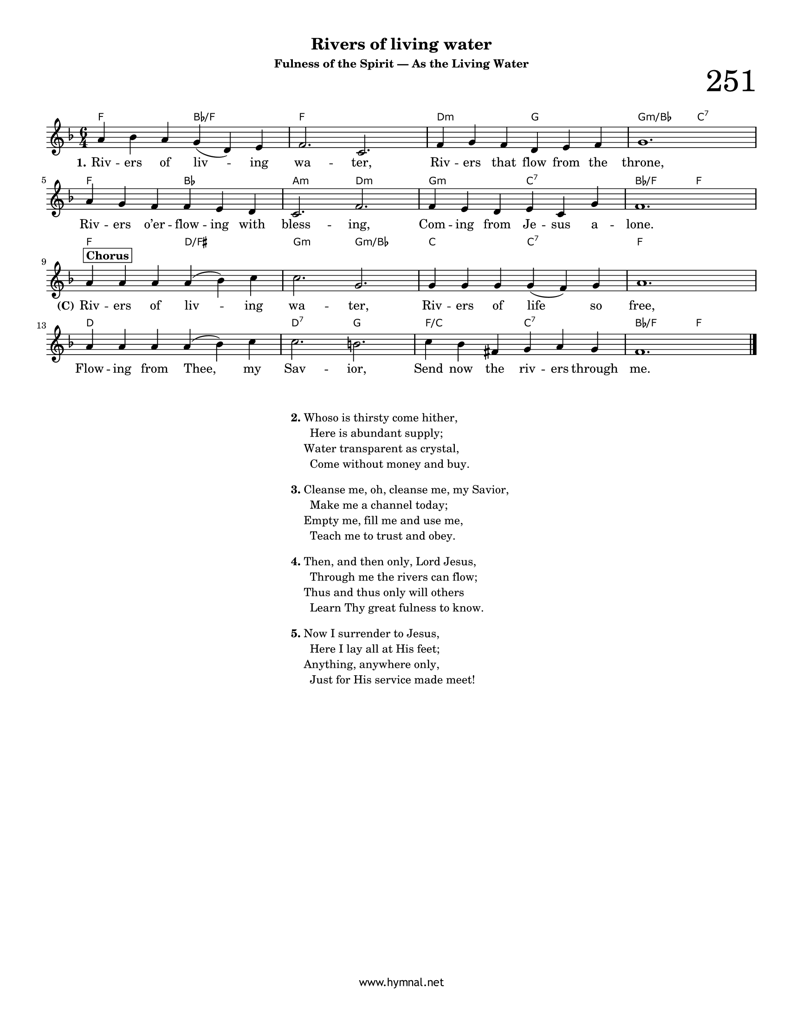 Rivers of living water
Fulness of the Spirit — As the Living Water
251
F B♭/F F Dm G Gm/B♭ C7
6
4
1. Riv - ers of liv - ing wa - ter, Riv - ers that flow from the throne,
5
F B♭ Am Dm Gm C7 B♭/F F
Riv - ers o'er - flow - ing with bless - ing, Com - ing from Je - sus a - lone.
F D/F♯ Gm Gm/B♭ C C7 F
Chorus
9
(C) Riv - ers of liv - ing wa - ter, Riv - ers of life so free,
13
D D7 G F/C C7 B♭/F F
Flow - ing from Thee, my Sav - ior, Send now the riv - ers through me.
2. Whoso is thirsty come hither,
Here is abundant supply;
Water transparent as crystal,
Come without money and buy.
3. Cleanse me, oh, cleanse me, my Savior,
Make me a channel today;
Empty me, fill me and use me,
Teach me to trust and obey.
4. Then, and then only, Lord Jesus,
Through me the rivers can flow;
Thus and thus only will others
Learn Thy great fulness to know.
5. Now I surrender to Jesus,
Here I lay all at His feet;
Anything, anywhere only,
Just for His service made meet!
www.hymnal.net